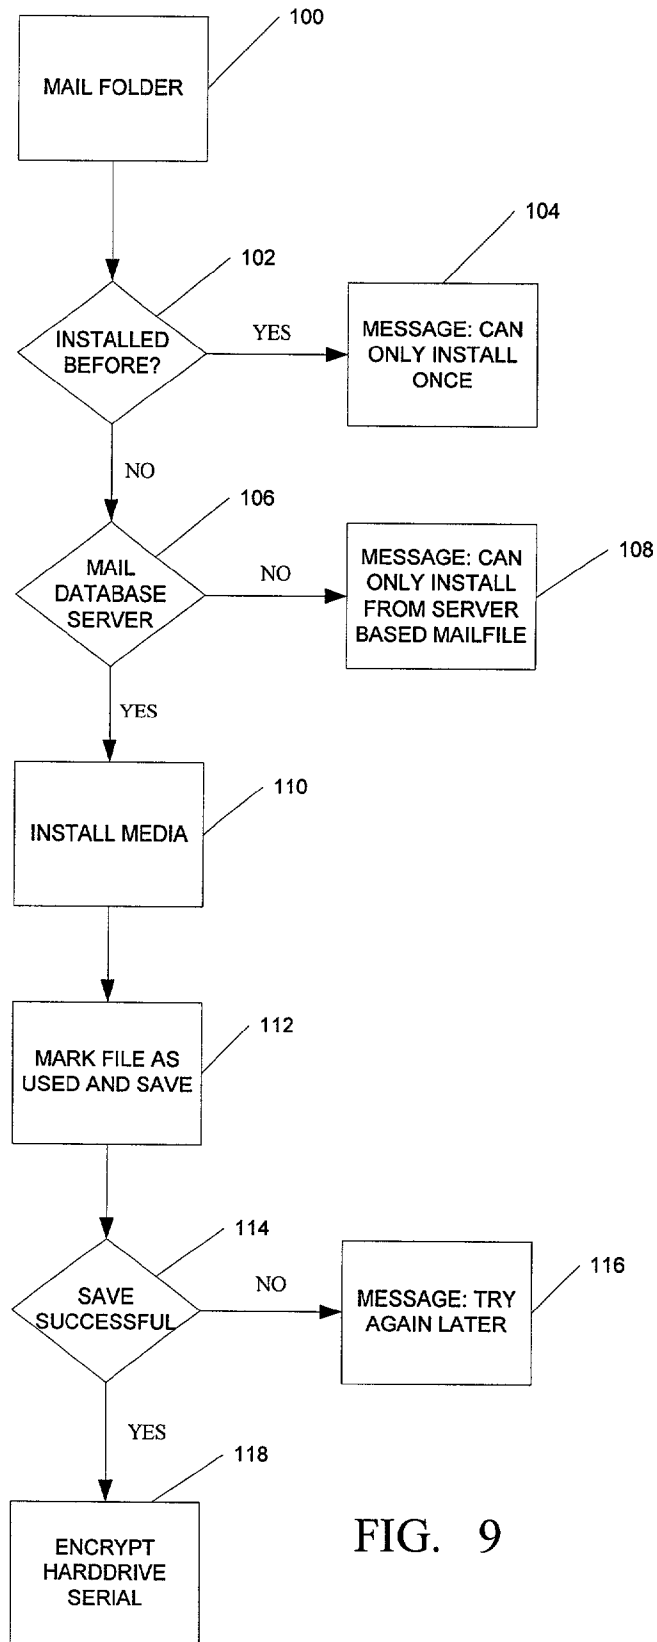 100
MAIL FOLDER
104
102
INSTALLED
BEFORE?
YES
MESSAGE: CAN
ONLY INSTALL
ONCE
NO
106
MAIL
DATABASE
SERVER
NO
MESSAGE: CAN
ONLY INSTALL
FROM SERVER
BASED MAILFILE
108
YES
110
INSTALL MEDIA
112
MARK FILE AS
USED AND SAVE
114
SAVE
SUCCESSFUL
NO
MESSAGE: TRY
AGAIN LATER
116
YES
118
ENCRYPT
HARDDRIVE
SERIAL
FIG. 9